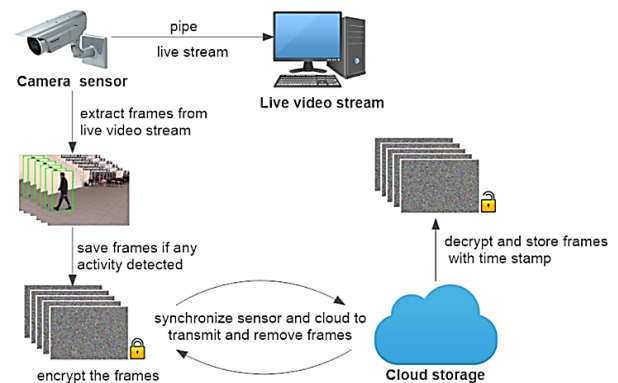 pipe
live stream
Camera sensor
Live video stream
extract frames from
live video stream
save frames if any
activity detected
decrypt and store frames
with time stamp
synchronize sensor and cloud to
transmit and remove frames
encrypt the frames
Cloud storage